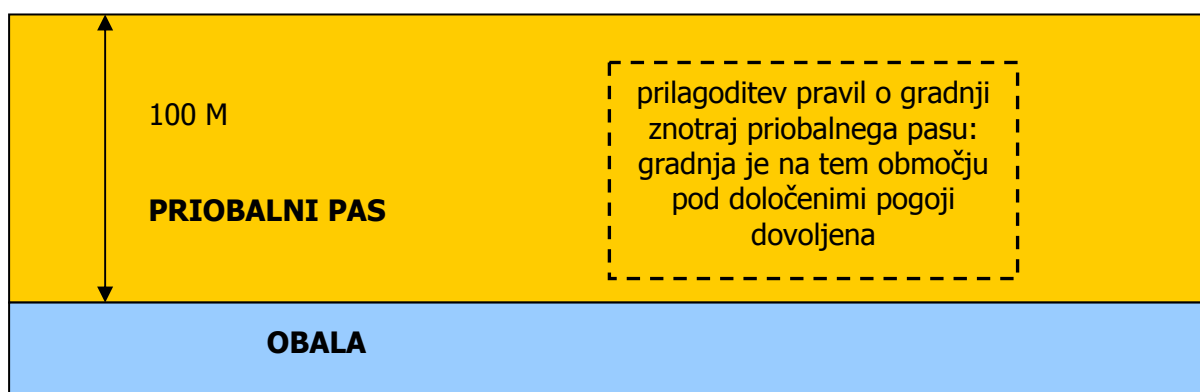 100 M
PRIOBALNI PAS
prilagoditev pravil o gradnji
znotraj priobalnega pasu:
gradnja je na tem območju
pod določenimi pogoji
dovoljena
OBALA